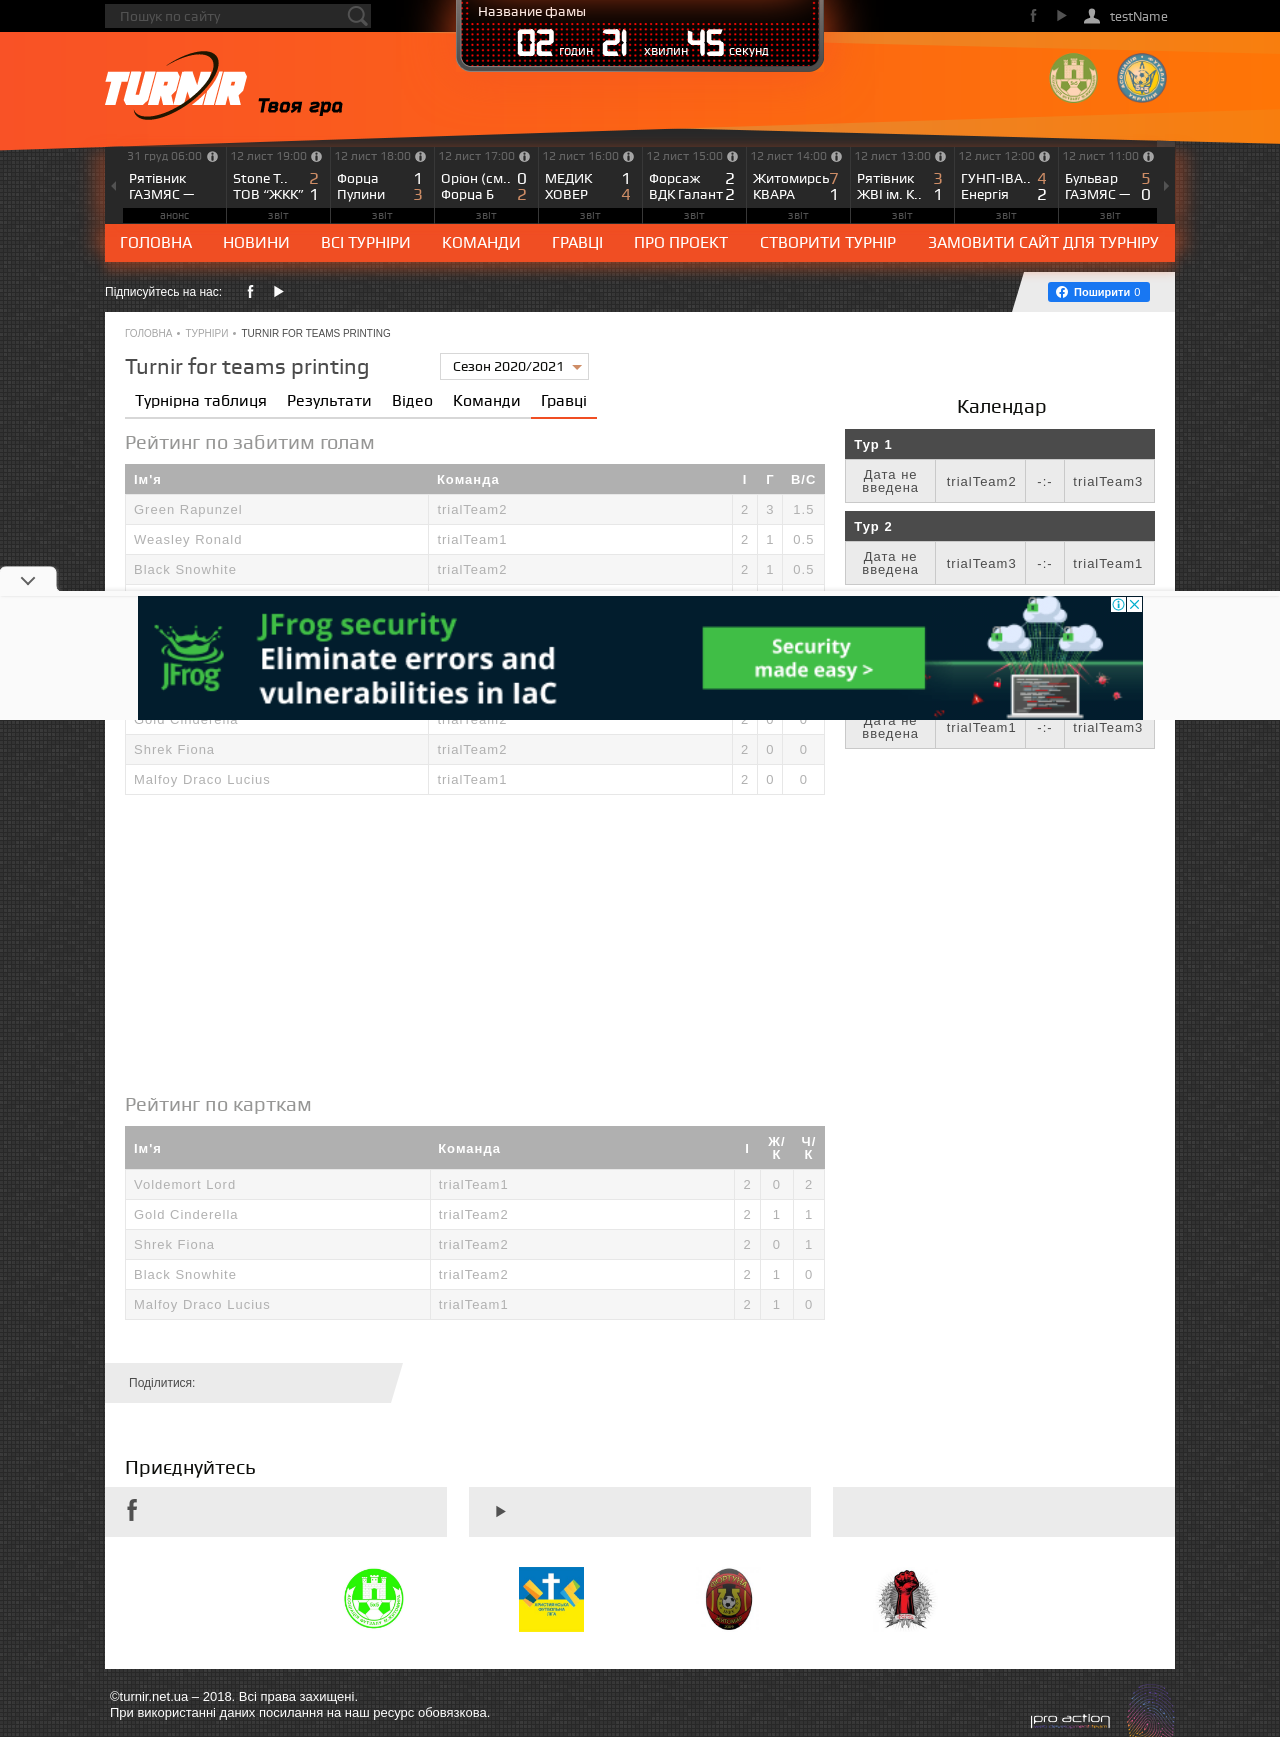 Пошук по сайту
Название фамы
testName
02 годин 21 хвилин 45 секунд
TURNIR Твоя гра
31 груд 06:00
Рятівник
ГАЗМЯС —
анонс
12 лист 19:00
Stone T.. 2
ТОВ “ЖКК” 1
звіт
12 лист 18:00
Форца 1
Пулини 3
звіт
12 лист 17:00
Оріон (см.. 0
Форца Б 2
звіт
12 лист 16:00
МЕДИК 1
ХОВЕР 4
звіт
12 лист 15:00
Форсаж 2
ВДК Галант 2
звіт
12 лист 14:00
Житомирсь 7
КВАРА 1
звіт
12 лист 13:00
Рятівник 3
ЖВІ ім. К.. 1
звіт
12 лист 12:00
ГУНП-ІВА.. 4
Енергія 2
звіт
12 лист 11:00
Бульвар 5
ГАЗМЯС — 0
звіт
ГОЛОВНА НОВИНИ ВСІ ТУРНІРИ КОМАНДИ ГРАВЦІ ПРО ПРОЕКТ СТВОРИТИ ТУРНІР ЗАМОВИТИ САЙТ ДЛЯ ТУРНІРУ
Підписуйтесь на нас:
Поширити 0
ГОЛОВНА • ТУРНІРИ • TURNIR FOR TEAMS PRINTING
Turnir for teams printing
Сезон 2020/2021
Турнірна таблиця Результати Відео Команди Гравці
Рейтинг по забитим голам
Ім'я Команда І Г В/С
Green Rapunzel trialTeam2 2 3 1.5
Weasley Ronald trialTeam1 2 1 0.5
Black Snowhite trialTeam2 2 1 0.5
Gold Cinderella trialTeam2 2 0 0
Shrek Fiona trialTeam2 2 0 0
Malfoy Draco Lucius trialTeam1 2 0 0
Календар
Тур 1
Дата не введена trialTeam2 -:- trialTeam3
Тур 2
Дата не введена trialTeam3 -:- trialTeam1
Дата не введена trialTeam1 -:- trialTeam3
JFrog
JFrog security
Eliminate errors and
vulnerabilities in IaC
Security
made easy >
Рейтинг по карткам
Ім'я Команда І Ж/К Ч/К
Voldemort Lord trialTeam1 2 0 2
Gold Cinderella trialTeam2 2 1 1
Shrek Fiona trialTeam2 2 0 1
Black Snowhite trialTeam2 2 1 0
Malfoy Draco Lucius trialTeam1 2 1 0
Поділитися:
Приєднуйтесь
©turnir.net.ua – 2018. Всі права захищені.
При використанні даних посилання на наш ресурс обовязкова.
pro action